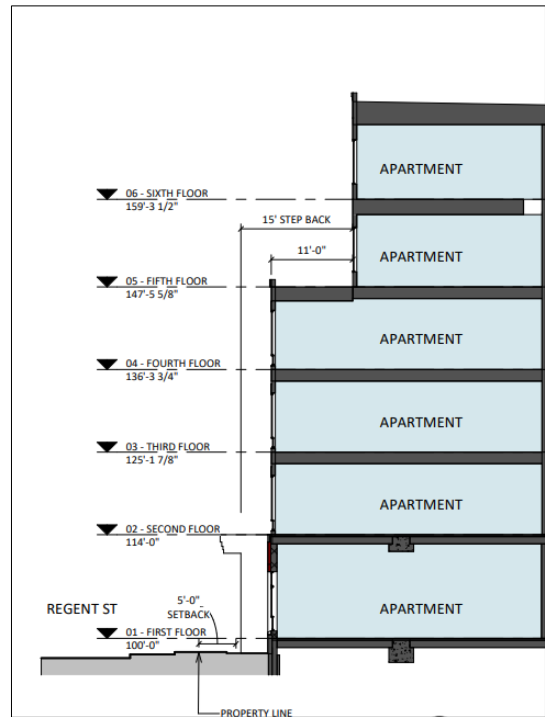 APARTMENT
06 - SIXTH FLOOR
159'-3 1/2"
15' STEP BACK
11'-0"
APARTMENT
05 - FIFTH FLOOR
147'-5 5/8"
APARTMENT
04 - FOURTH FLOOR
136'-3 3/4"
APARTMENT
03 - THIRD FLOOR
125'-1 7/8"
APARTMENT
02 - SECOND FLOOR
114'-0"
REGENT ST
5'-0"
SETBACK
APARTMENT
01 - FIRST FLOOR
100'-0"
PROPERTY LINE